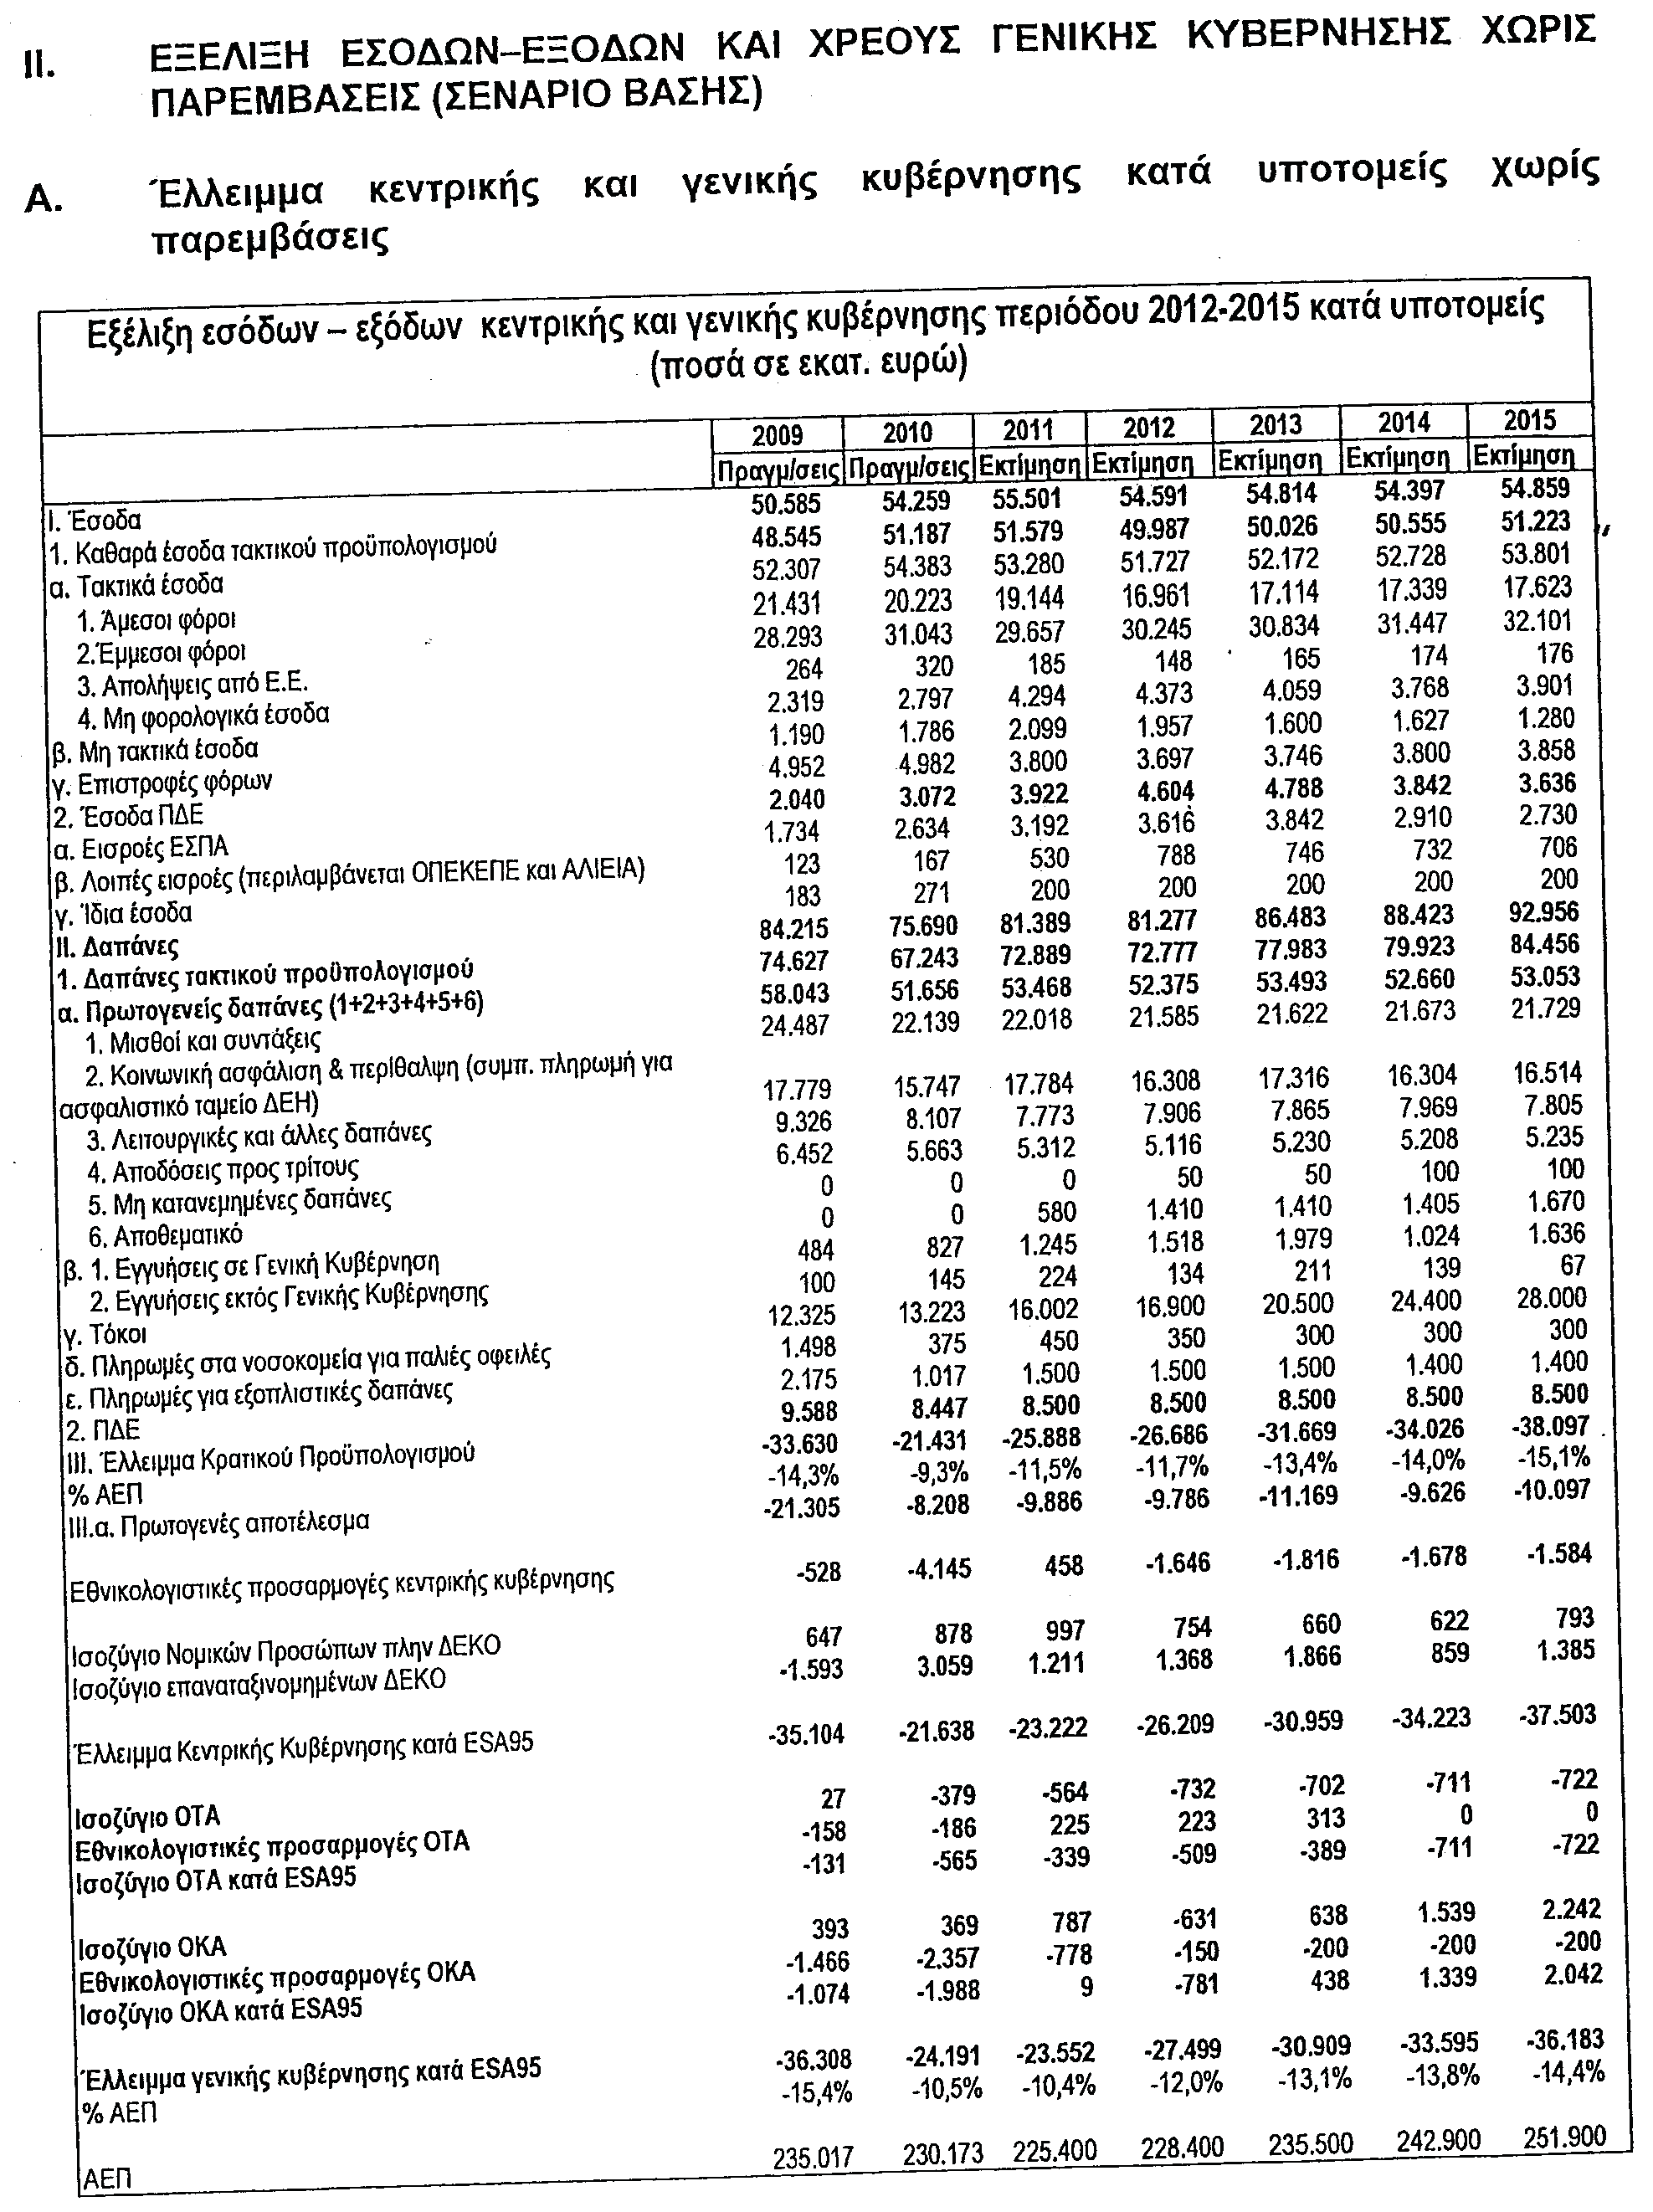 II. ΕΞΕΛΙΞΗ ΕΣΟΔΩΝ–ΕΞΟΔΩΝ ΚΑΙ ΧΡΕΟΥΣ ΓΕΝΙΚΗΣ ΚΥΒΕΡΝΗΣΗΣ ΧΩΡΙΣ
ΠΑΡΕΜΒΑΣΕΙΣ (ΣΕΝΑΡΙΟ ΒΑΣΗΣ)
Α. Έλλειμμα κεντρικής και γενικής κυβέρνησης κατά υποτομείς χωρίς
παρεμβάσεις
Εξέλιξη εσόδων – εξόδων κεντρικής και γενικής κυβέρνησης περιόδου 2012-2015 κατά υποτομείς
(ποσά σε εκατ. ευρώ)
2009 2010 2011 2012 2013 2014 2015
Πραγμ/σεις Πραγμ/σεις Εκτίμηση Εκτίμηση Εκτίμηση Εκτίμηση Εκτίμηση
Ι. Έσοδα 50.585 54.259 55.501 54.591 54.814 54.397 54.859
1. Καθαρά έσοδα τακτικού προϋπολογισμού 48.545 51.187 51.579 49.987 50.026 50.555 51.223
α. Τακτικά έσοδα 52.307 54.383 53.280 51.727 52.172 52.728 53.801
1. Άμεσοι φόροι 21.431 20.223 19.144 16.961 17.114 17.339 17.623
2.Έμμεσοι φόροι 28.293 31.043 29.657 30.245 30.834 31.447 32.101
3. Απολήψεις από Ε.Ε. 264 320 185 148 165 174 176
4. Μη φορολογικά έσοδα 2.319 2.797 4.294 4.373 4.059 3.768 3.901
β. Μη τακτικά έσοδα 1.190 1.786 2.099 1.957 1.600 1.627 1.280
γ. Επιστροφές φόρων 4.952 4.982 3.800 3.697 3.746 3.800 3.858
2. Έσοδα ΠΔΕ 2.040 3.072 3.922 4.604 4.788 3.842 3.636
α. Εισροές ΕΣΠΑ 1.734 2.634 3.192 3.616 3.842 2.910 2.730
β. Λοιπές εισροές (περιλαμβάνεται ΟΠΕΚΕΠΕ και ΑΛΙΕΙΑ) 123 167 530 788 746 732 706
γ. Ίδια έσοδα 183 271 200 200 200 200 200
ΙΙ. Δαπάνες 84.215 75.690 81.389 81.277 86.483 88.423 92.956
1. Δαπάνες τακτικού προϋπολογισμού 74.627 67.243 72.889 72.777 77.983 79.923 84.456
α. Πρωτογενείς δαπάνες (1+2+3+4+5+6) 58.043 51.656 53.468 52.375 53.493 52.660 53.053
1. Μισθοί και συντάξεις 24.487 22.139 22.018 21.585 21.622 21.673 21.729
2. Κοινωνική ασφάλιση & περίθαλψη (συμπ. πληρωμή για
ασφαλιστικό ταμείο ΔΕΗ) 17.779 15.747 17.784 16.308 17.316 16.304 16.514
3. Λειτουργικές και άλλες δαπάνες 9.326 8.107 7.773 7.906 7.865 7.969 7.805
4. Αποδόσεις προς τρίτους 6.452 5.663 5.312 5.116 5.230 5.208 5.235
5. Μη κατανεμημένες δαπάνες 0 0 0 50 50 100 100
6. Αποθεματικό 0 0 580 1.410 1.410 1.405 1.670
β. 1. Εγγυήσεις σε Γενική Κυβέρνηση 484 827 1.245 1.518 1.979 1.024 1.636
2. Εγγυήσεις εκτός Γενικής Κυβέρνησης 100 145 224 134 211 139 67
γ. Τόκοι 12.325 13.223 16.002 16.900 20.500 24.400 28.000
δ. Πληρωμές στα νοσοκομεία για παλιές οφειλές 1.498 375 450 350 300 300 300
ε. Πληρωμές για εξοπλιστικές δαπάνες 2.175 1.017 1.500 1.500 1.500 1.400 1.400
2. ΠΔΕ 9.588 8.447 8.500 8.500 8.500 8.500 8.500
ΙΙΙ. Έλλειμμα Κρατικού Προϋπολογισμού -33.630 -21.431 -25.888 -26.686 -31.669 -34.026 -38.097
% ΑΕΠ -14,3% -9,3% -11,5% -11,7% -13,4% -14,0% -15,1%
ΙΙΙ.α. Πρωτογενές αποτέλεσμα -21.305 -8.208 -9.886 -9.786 -11.169 -9.626 -10.097
Εθνικολογιστικές προσαρμογές κεντρικής κυβέρνησης -528 -4.145 458 -1.646 -1.816 -1.678 -1.584
Ισοζύγιο Νομικών Προσώπων πλην ΔΕΚΟ 647 878 997 754 660 622 793
Ισοζύγιο επαναταξινομημένων ΔΕΚΟ -1.593 3.059 1.211 1.368 1.866 859 1.385
Έλλειμμα Κεντρικής Κυβέρνησης κατά ESA95 -35.104 -21.638 -23.222 -26.209 -30.959 -34.223 -37.503
Ισοζύγιο ΟΤΑ 27 -379 -564 -732 -702 -711 -722
Εθνικολογιστικές προσαρμογές ΟΤΑ -158 -186 225 223 313 0 0
Ισοζύγιο ΟΤΑ κατά ESA95 -131 -565 -339 -509 -389 -711 -722
Ισοζύγιο ΟΚΑ 393 369 787 -631 638 1.539 2.242
Εθνικολογιστικές προσαρμογές ΟΚΑ -1.466 -2.357 -778 -150 -200 -200 -200
Ισοζύγιο ΟΚΑ κατά ESA95 -1.074 -1.988 9 -781 438 1.339 2.042
Έλλειμμα γενικής κυβέρνησης κατά ESA95 -36.308 -24.191 -23.552 -27.499 -30.909 -33.595 -36.183
% ΑΕΠ -15,4% -10,5% -10,4% -12,0% -13,1% -13,8% -14,4%
ΑΕΠ 235.017 230.173 225.400 228.400 235.500 242.900 251.900